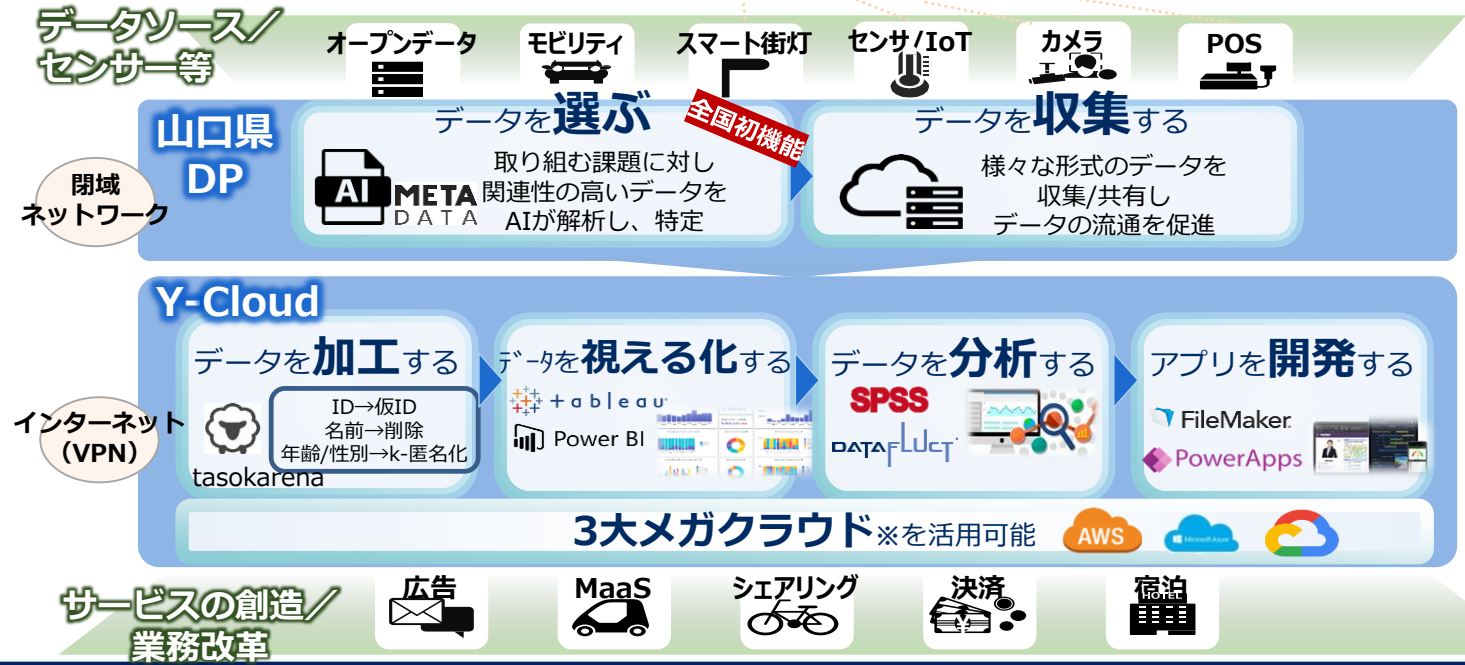 データソース／
センサー等
オープンデータ
モビリティ
スマート街灯
センサ/IoT
カメラ
POS
山口県
DP
閉域
ネットワーク
データを選ぶ
AI
META
DATA
取り組む課題に対し
関連性の高いデータを
AIが解析し、特定
全国初機能
データを収集する
様々な形式のデータを
収集/共有し
データの流通を促進
Y-Cloud
インターネット
（VPN）
データを加工する
ID→仮ID
名前→削除
年齢/性別→k-匿名化
tasokarena
ﾃﾞｰﾀを視える化する
+ableau
Power BI
データを分析する
SPSS
DATAFLUCT
アプリを開発する
FileMaker
PowerApps
3大メガクラウド※を活用可能
AWS
Microsoft Azure
サービスの創造／
業務改革
広告
MaaS
シェアリング
決済
宿泊
HOTEL